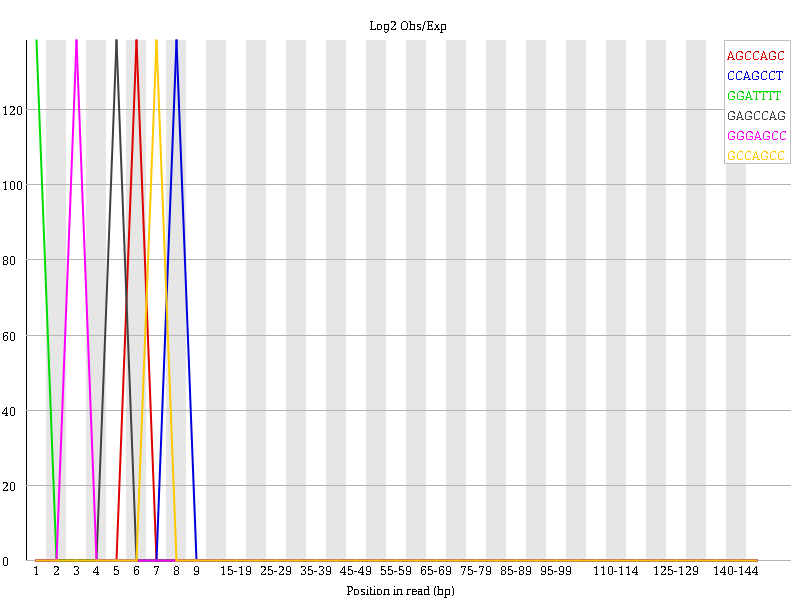 Log2 Obs/Exp
AGCCAGC
CCAGCCT
GGATTTT
GAGCCAG
GGGAGCC
GCCAGCC
120
100
80
60
40
20
0
1 2 3 4 5 6 7 8 9 15-19 25-29 35-39 45-49 55-59 65-69 75-79 85-89 95-99 110-114 125-129 140-144
Position in read (bp)